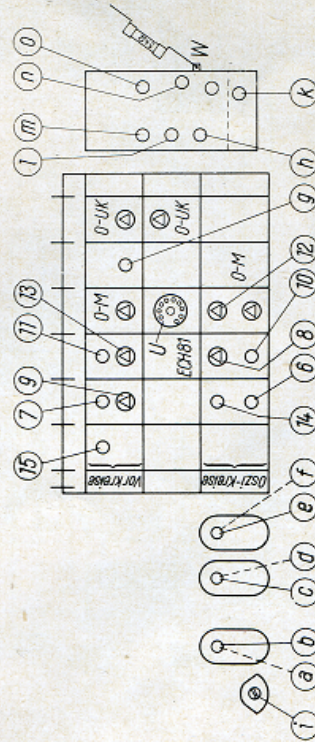 15 7 9 11 13 l m n o
Vorkreise O-M O-UK
W
U
ECH81 O-UK
Oszi-Kreise O-M
i a b c d e f 14 6 8 10 12 g h k